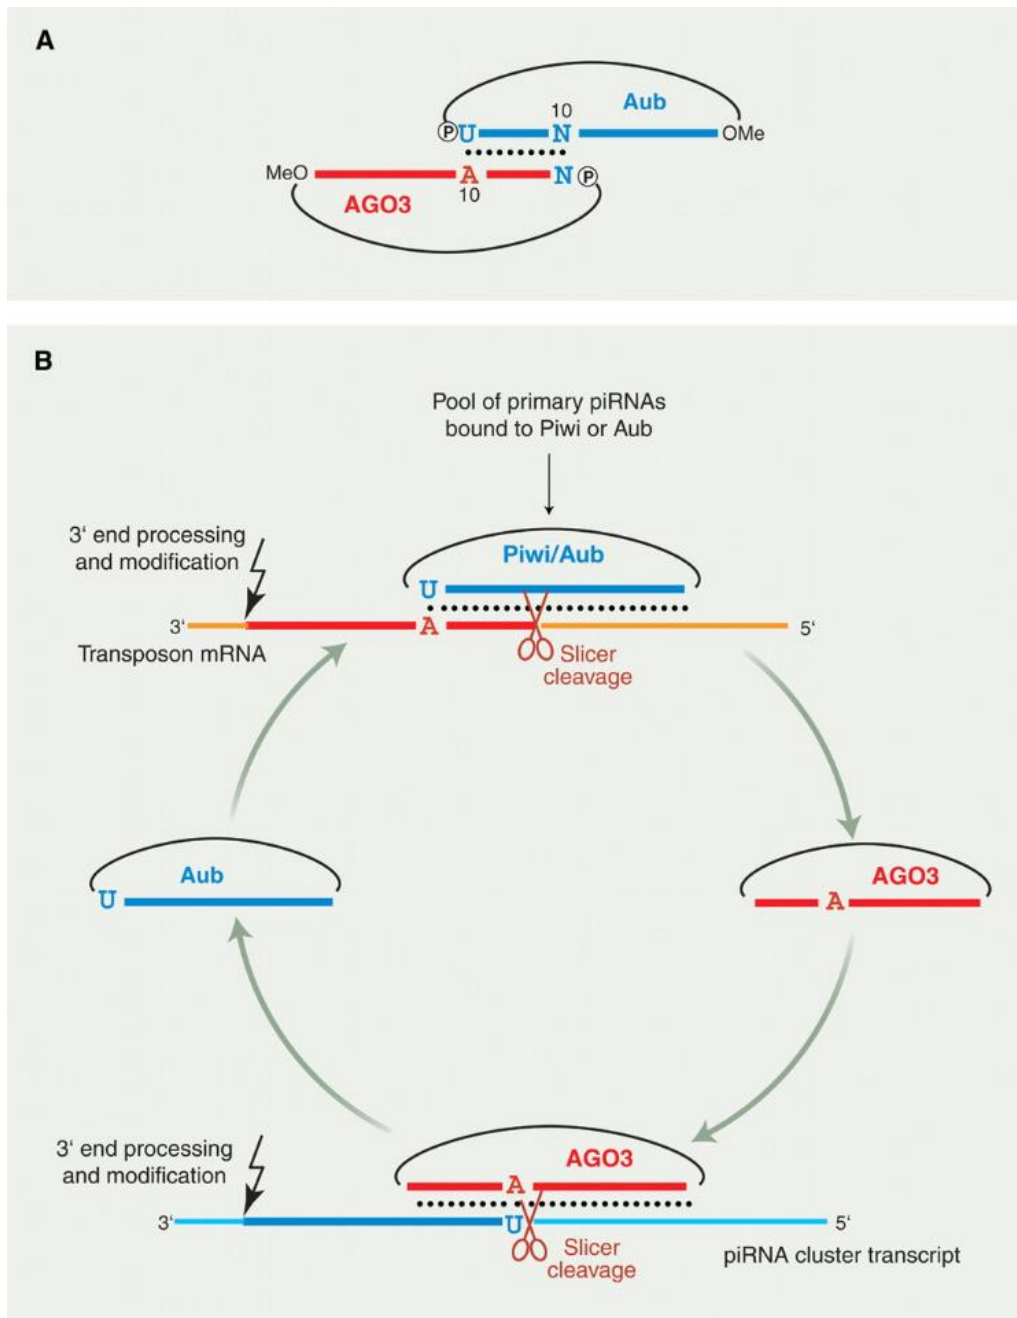 A
10
Aub
P U N OMe
MeO A N P
10
AGO3
B
Pool of primary piRNAs
bound to Piwi or Aub
3‘ end processing
and modification
Piwi/Aub
U
3‘ A 5‘
Transposon mRNA
Slicer
cleavage
Aub
U
AGO3
A
3‘ end processing
and modification
AGO3
A
3‘ U 5‘
Slicer
cleavage
piRNA cluster transcript